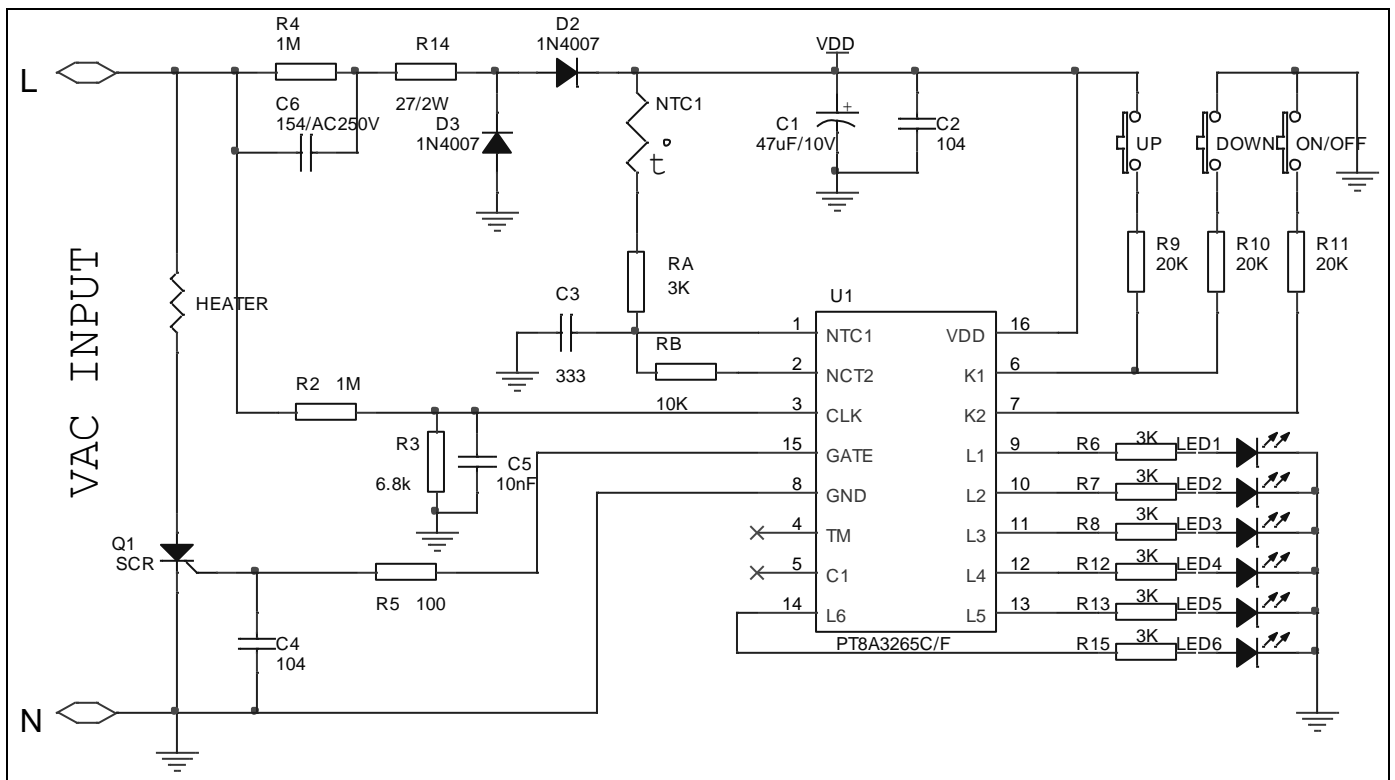 R4
1M
R14
D2
1N4007
VDD
L
C6
154/AC250V
27/2W
D3
1N4007
NTC1
t°
C1
+
47uF/10V
C2
104
UP
DOWN
ON/OFF
R9
20K
R10
20K
R11
20K
VAC INPUT
HEATER
RA
3K
C3
333
RB
10K
U1
1
NTC1
VDD
16
2
NCT2
K1
6
R2 1M
3
CLK
K2
7
R3
6.8k
C5
10nF
15
GATE
L1
9
R6
3K
LED1
8
GND
L2
10
R7
3K
LED2
4
TM
L3
11
R8
3K
LED3
Q1
SCR
5
C1
L4
12
R12
3K
LED4
R5 100
14
L6
L5
13
R13
3K
LED5
PT8A3265C/F
R15
3K
LED6
C4
104
N